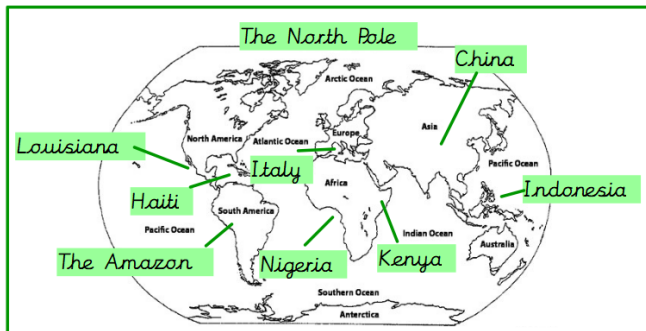 The North Pole
China
Arctic Ocean
Louisiana
North America
Atlantic Ocean
Europe
Asia
Pacific Ocean
Italy
Haiti
Africa
Indonesia
South America
Pacific Ocean
The Amazon
Nigeria
Kenya
Indian Ocean
Australia
Southern Ocean
Antarctica